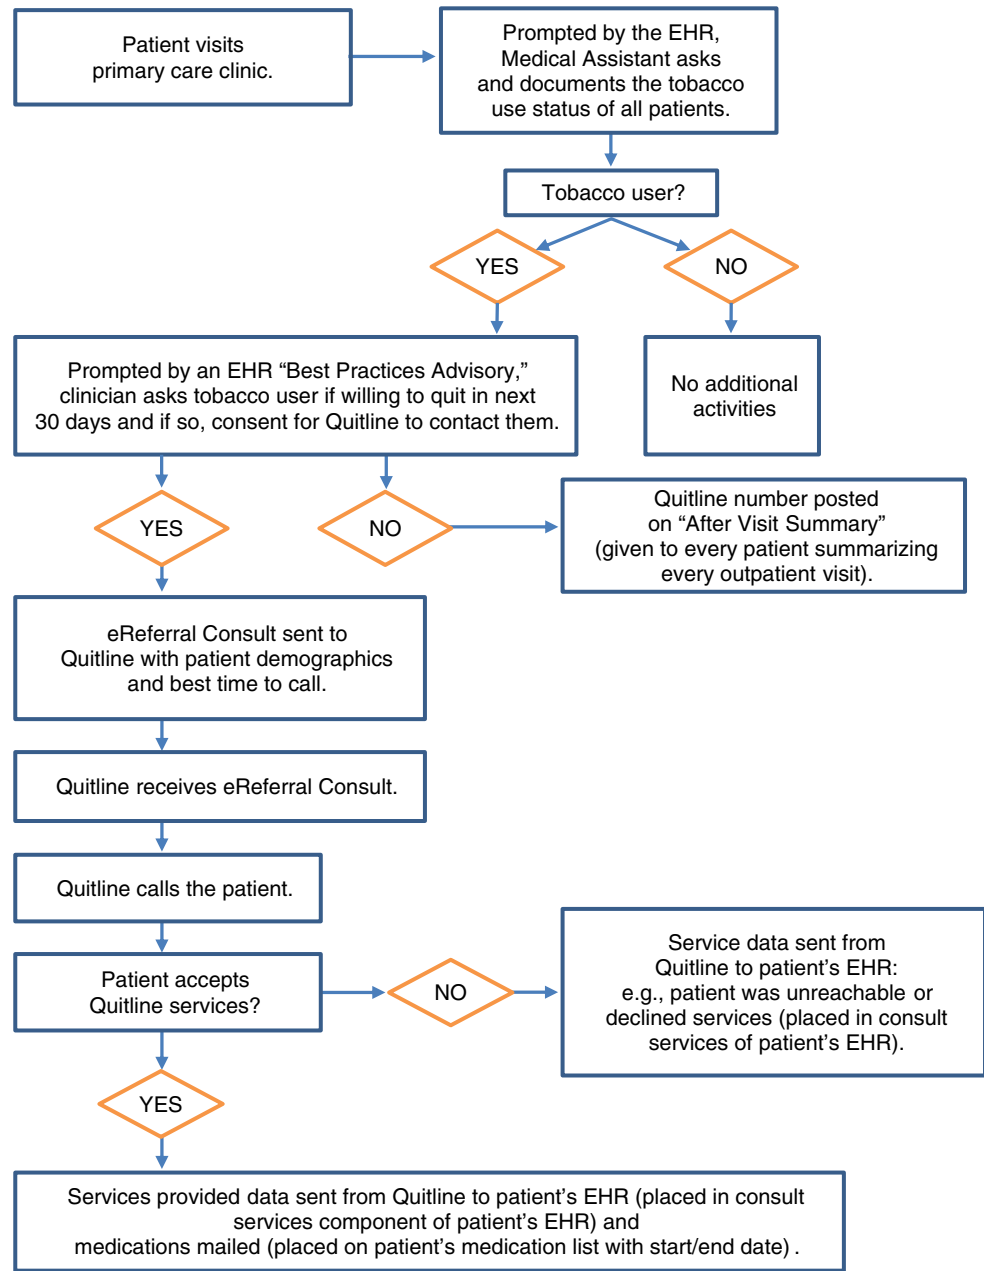 Patient visits
primary care clinic.
Prompted by the EHR,
Medical Assistant asks
and documents the tobacco
use status of all patients.
Tobacco user?
YES
NO
Prompted by an EHR “Best Practices Advisory,”
clinician asks tobacco user if willing to quit in next
30 days and if so, consent for Quitline to contact them.
No additional
activities
YES
NO
Quitline number posted
on “After Visit Summary”
(given to every patient summarizing
every outpatient visit).
eReferral Consult sent to
Quitline with patient demographics
and best time to call.
Quitline receives eReferral Consult.
Quitline calls the patient.
Patient accepts
Quitline services?
NO
Service data sent from
Quitline to patient’s EHR:
e.g., patient was unreachable or
declined services (placed in consult
services of patient’s EHR).
YES
Services provided data sent from Quitline to patient’s EHR (placed in consult
services component of patient’s EHR) and
medications mailed (placed on patient’s medication list with start/end date) .